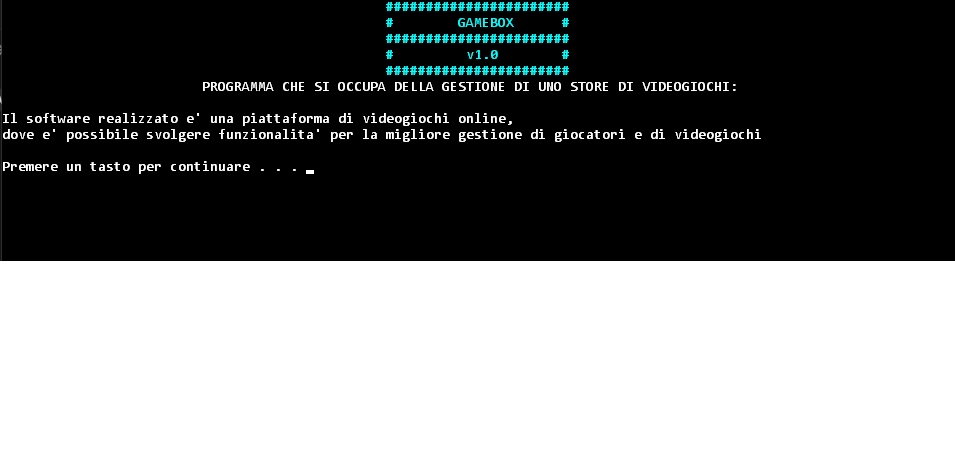 #######################
# GAMEBOX #
#######################
# v1.0 #
#######################
PROGRAMMA CHE SI OCCUPA DELLA GESTIONE DI UNO STORE DI VIDEOGIOCHI:
Il software realizzato e' una piattaforma di videogiochi online,
dove e' possibile svolgere funzionalita' per la migliore gestione di giocatori e di videogiochi
Premere un tasto per continuare . . .